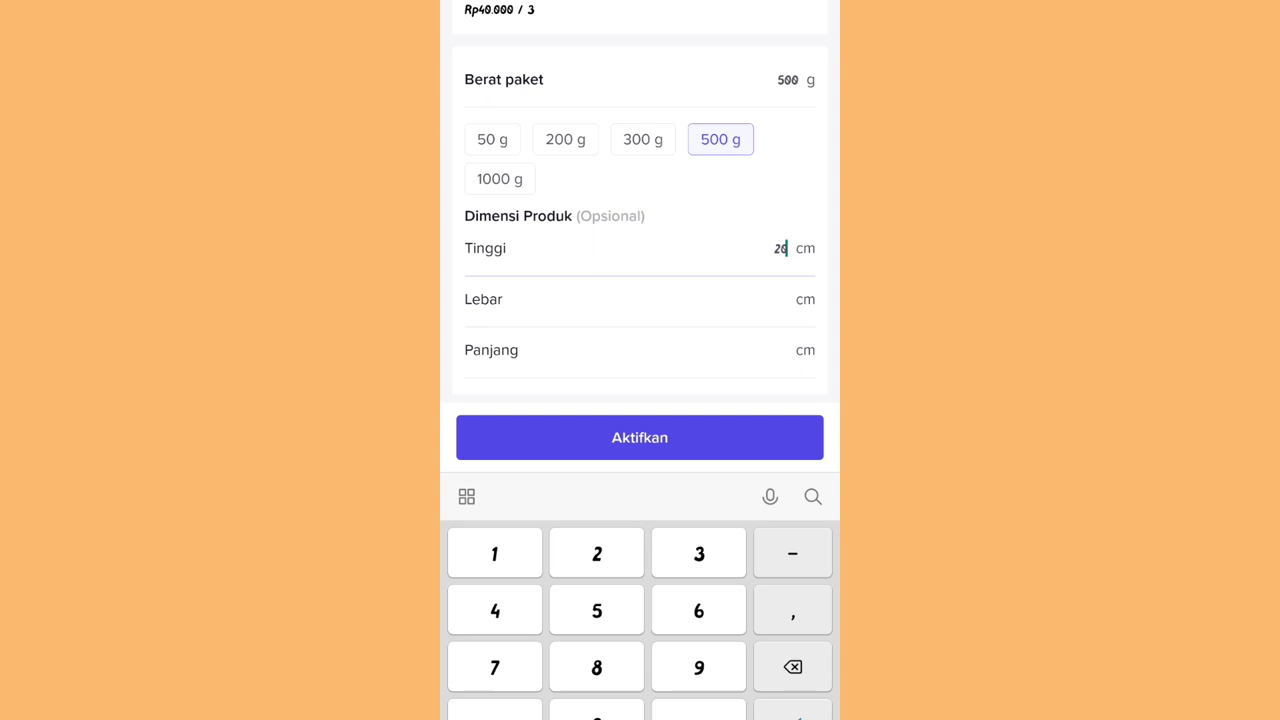 Rp40.000 / 3
Berat paket 500 g
50 g 200 g 300 g 500 g
1000 g
Dimensi Produk (Opsional)
Tinggi 20 cm
Lebar cm
Panjang cm
Aktifkan
1 2 3 –
4 5 6 ,
7 8 9